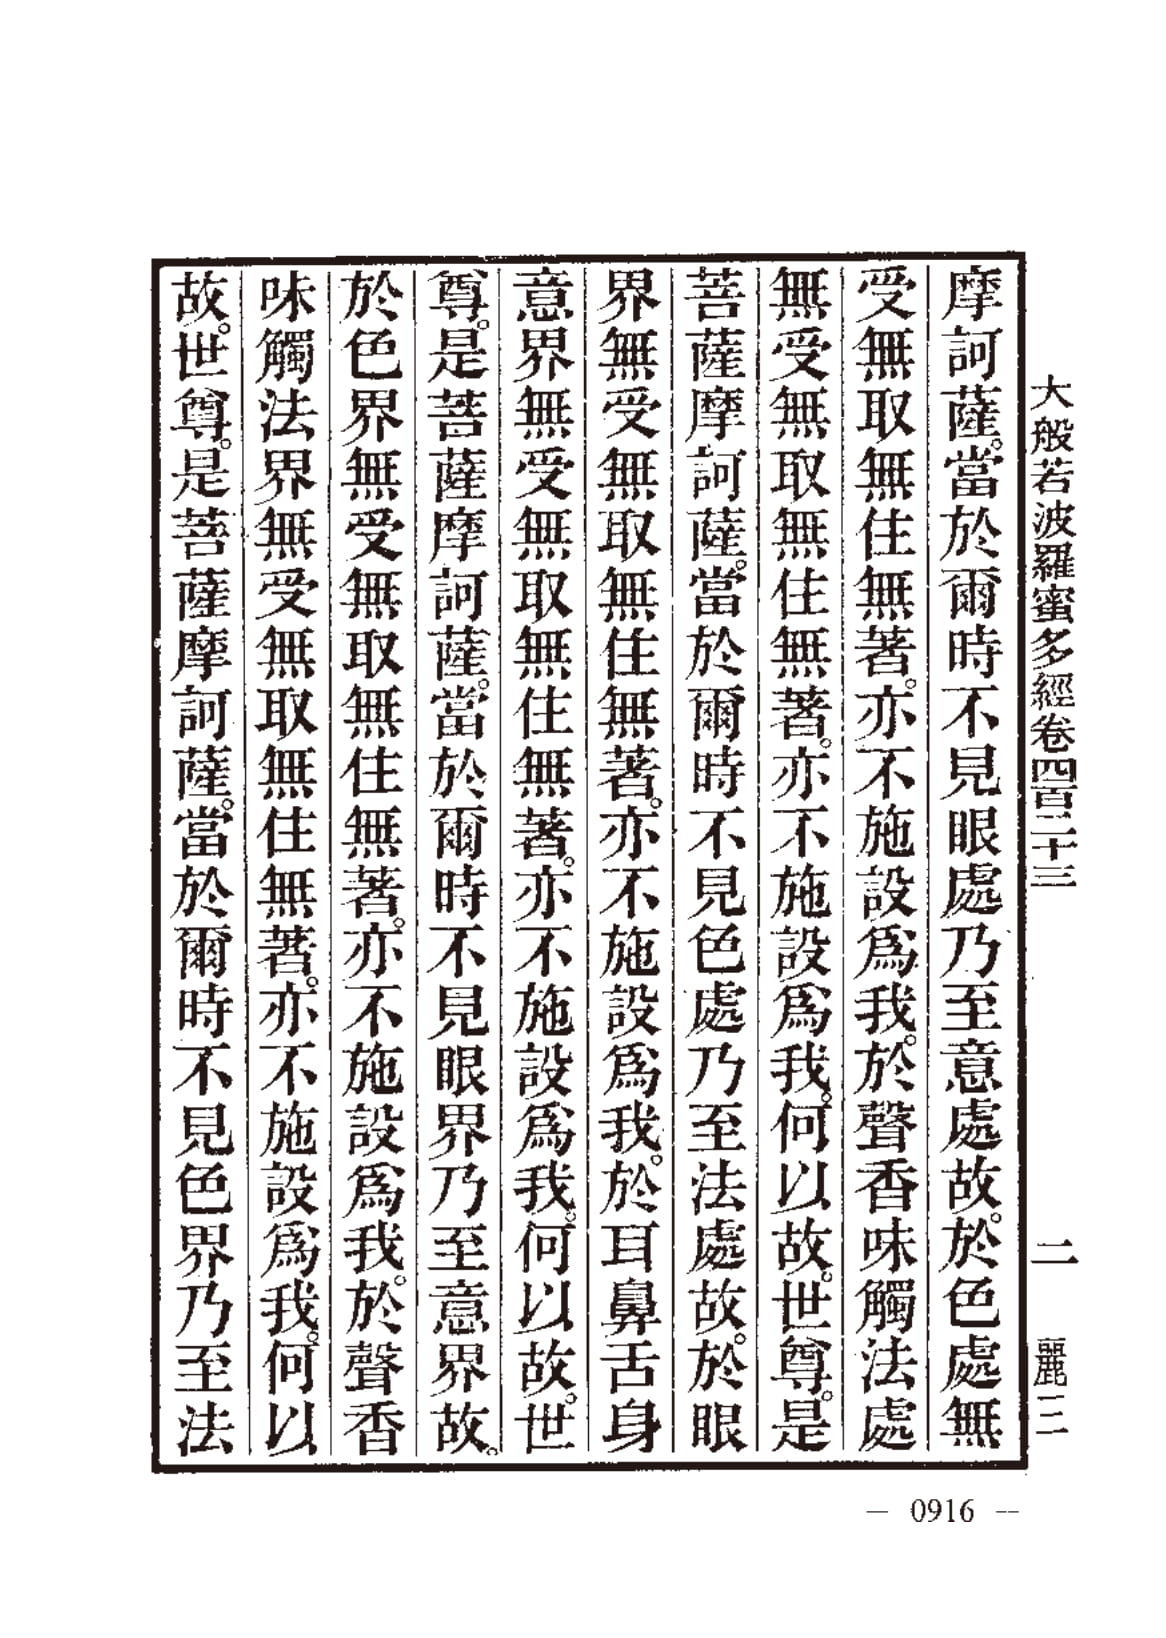 大般若波羅蜜多經卷四百二十三 二 麗三
摩訶薩。當於爾時不見眼處乃至意處故。於色處無
受無取無住無著。亦不施設爲我。於聲香味觸法處
無受無取無住無著。亦不施設爲我。何以故。世尊。是
菩薩摩訶薩。當於爾時不見色處乃至法處故。於眼
界無受無取無住無著。亦不施設爲我。於耳鼻舌身
意界無受無取無住無著。亦不施設爲我。何以故。世
尊。是菩薩摩訶薩。當於爾時不見眼界乃至意界故。
於色界無受無取無住無著。亦不施設爲我。於聲香
味觸法界無受無取無住無著。亦不施設爲我。何以
故。世尊。是菩薩摩訶薩。當於爾時不見色界乃至法
— 0916 --